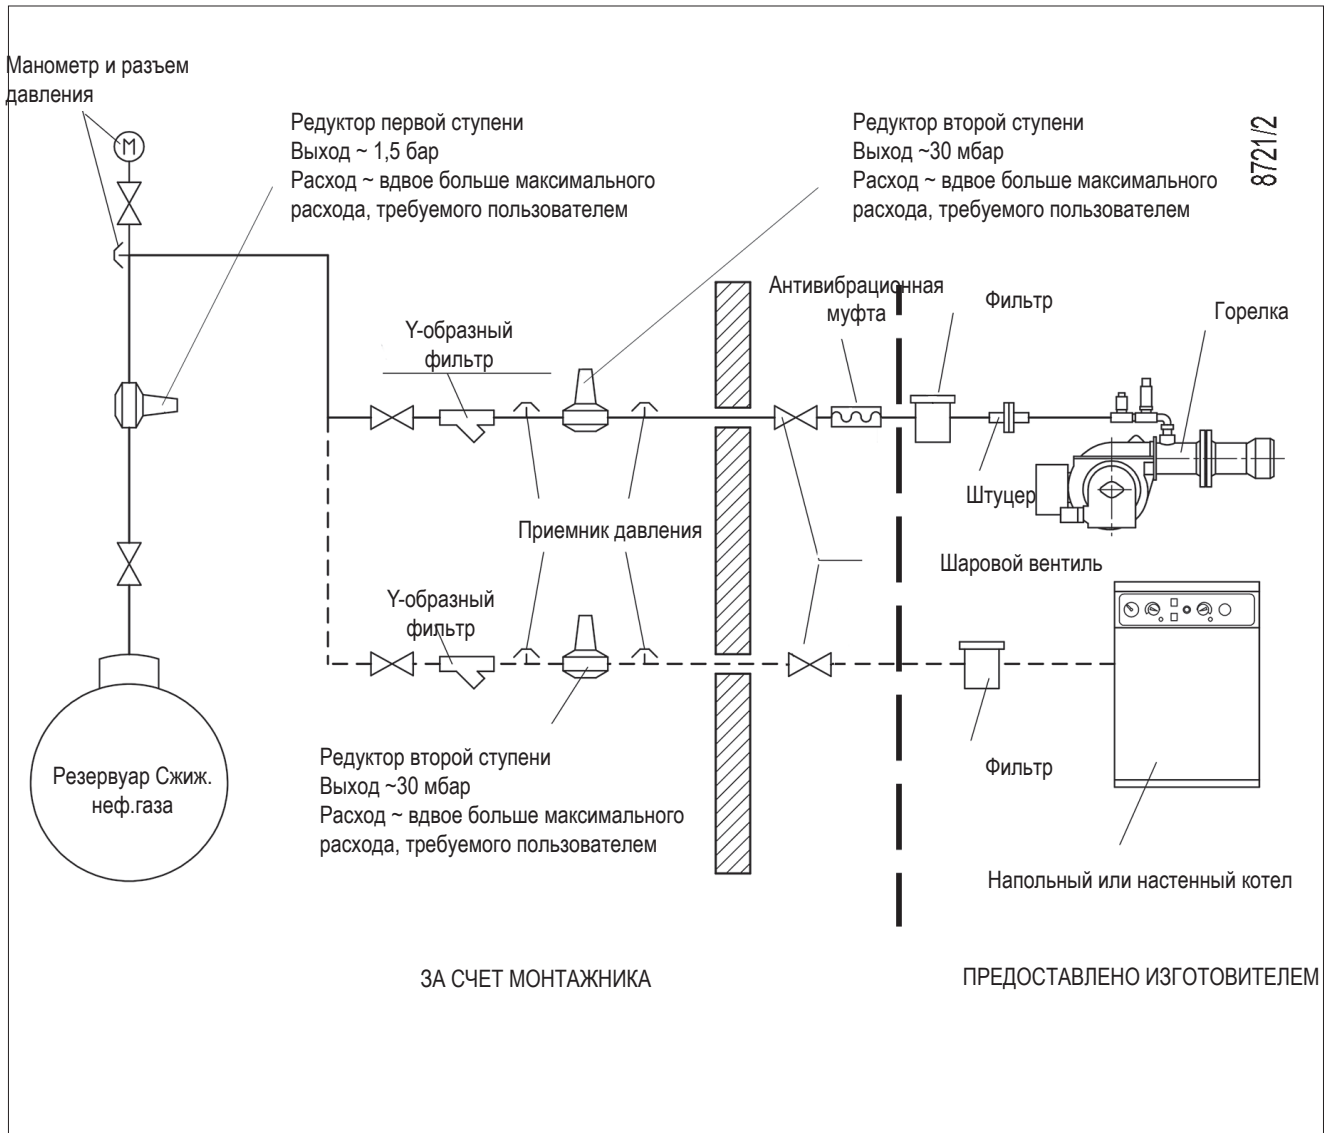 Манометр и разъем
давления
M
Редуктор первой ступени
Выход ~ 1,5 бар
Расход ~ вдвое больше максимального
расхода, требуемого пользователем
Редуктор второй ступени
Выход ~30 мбар
Расход ~ вдвое больше максимального
расхода, требуемого пользователем
8721/2
Y-образный
фильтр
Антивибрационная
муфта
Фильтр
Горелка
Штуцер
Приемник давления
Шаровой вентиль
Y-образный
фильтр
Резервуар Сжиж.
неф.газа
Редуктор второй ступени
Выход ~30 мбар
Расход ~ вдвое больше максимального
расхода, требуемого пользователем
Фильтр
Напольный или настенный котел
ЗА СЧЕТ МОНТАЖНИКА
ПРЕДОСТАВЛЕНО ИЗГОТОВИТЕЛЕМ